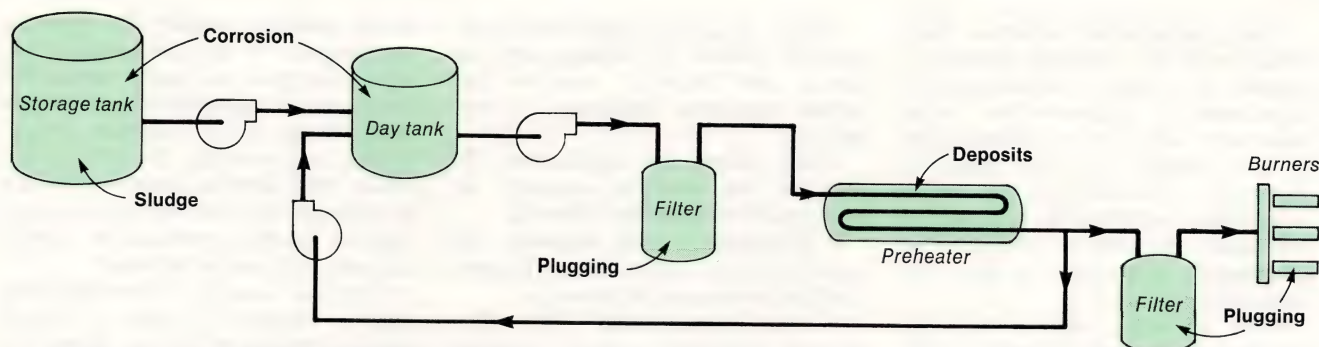 Corrosion
Storage tank
Day tank
Sludge
Filter
Plugging
Deposits
Preheater
Burners
Filter
Plugging